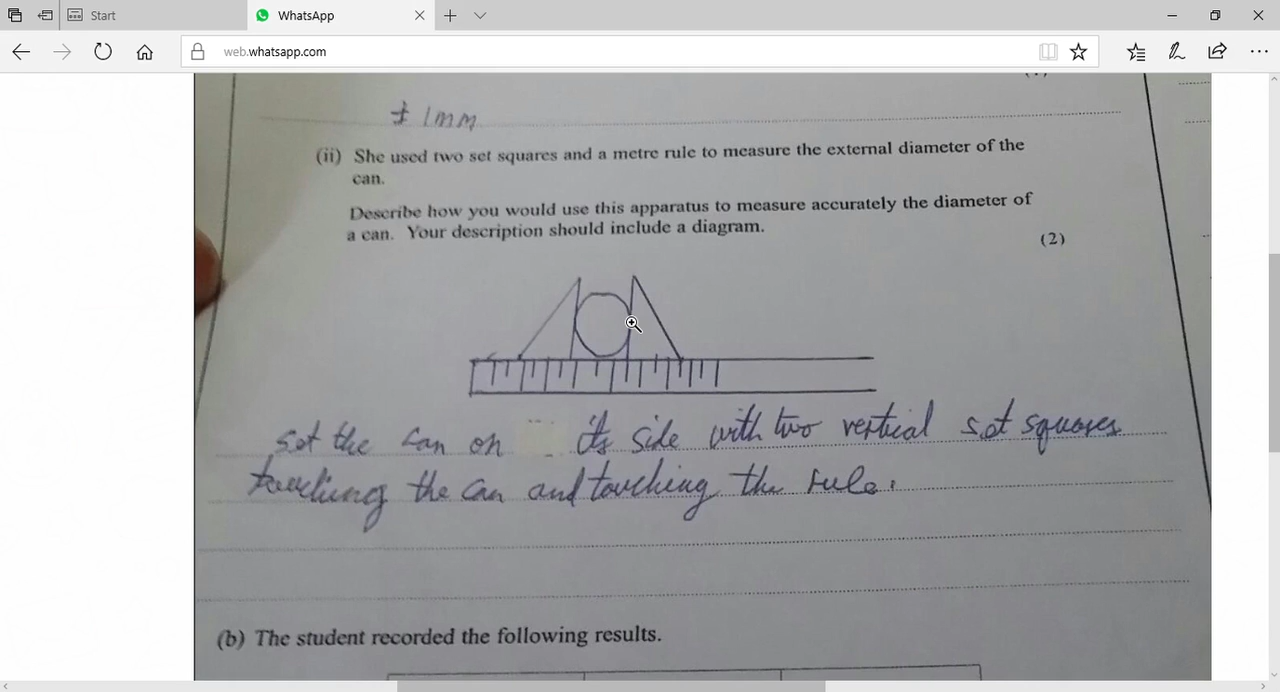 Start
WhatsApp
web.whatsapp.com
± 1mm
(ii) She used two set squares and a metre rule to measure the external diameter of the
can.
Describe how you would use this apparatus to measure accurately the diameter of
a can. Your description should include a diagram.
(2)
set the can on its side with two vertical set squares
touching the can and touching the rule.
(b) The student recorded the following results.